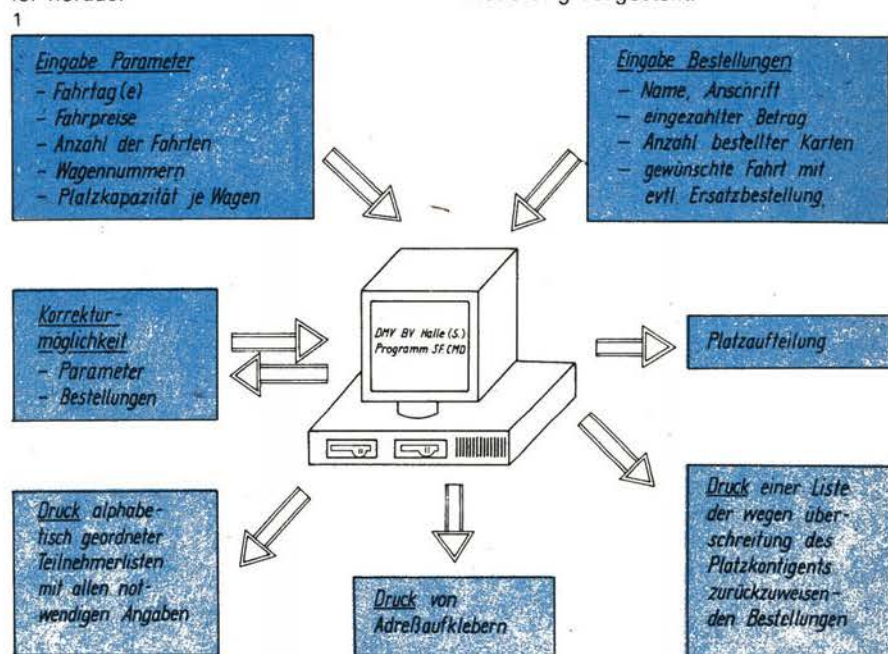 1
Eingabe Parameter
– Fahrtag(e)
– Fahrpreise
– Anzahl der Fahrten
– Wagennummern
– Platzkapazität je Wagen
Eingabe Bestellungen
– Name, Anschrift
– eingezahlter Betrag
– Anzahl bestellter Karten
– gewünschte Fahrt mit
evtl. Ersatzbestellung
Korrektur-
möglichkeit
– Parameter
– Bestellungen
DMV BV Halle (S.)
Programm SF.CMD
Platzaufteilung
Druck alphabe-
tisch geordneter
Teilnehmerlisten
mit allen not-
wendigen Angaben
Druck von
Adreßaufklebern
Druck einer Liste
der wegen über-
schreitung des
Platzkontigents
zurückzuweisen-
den Bestellungen